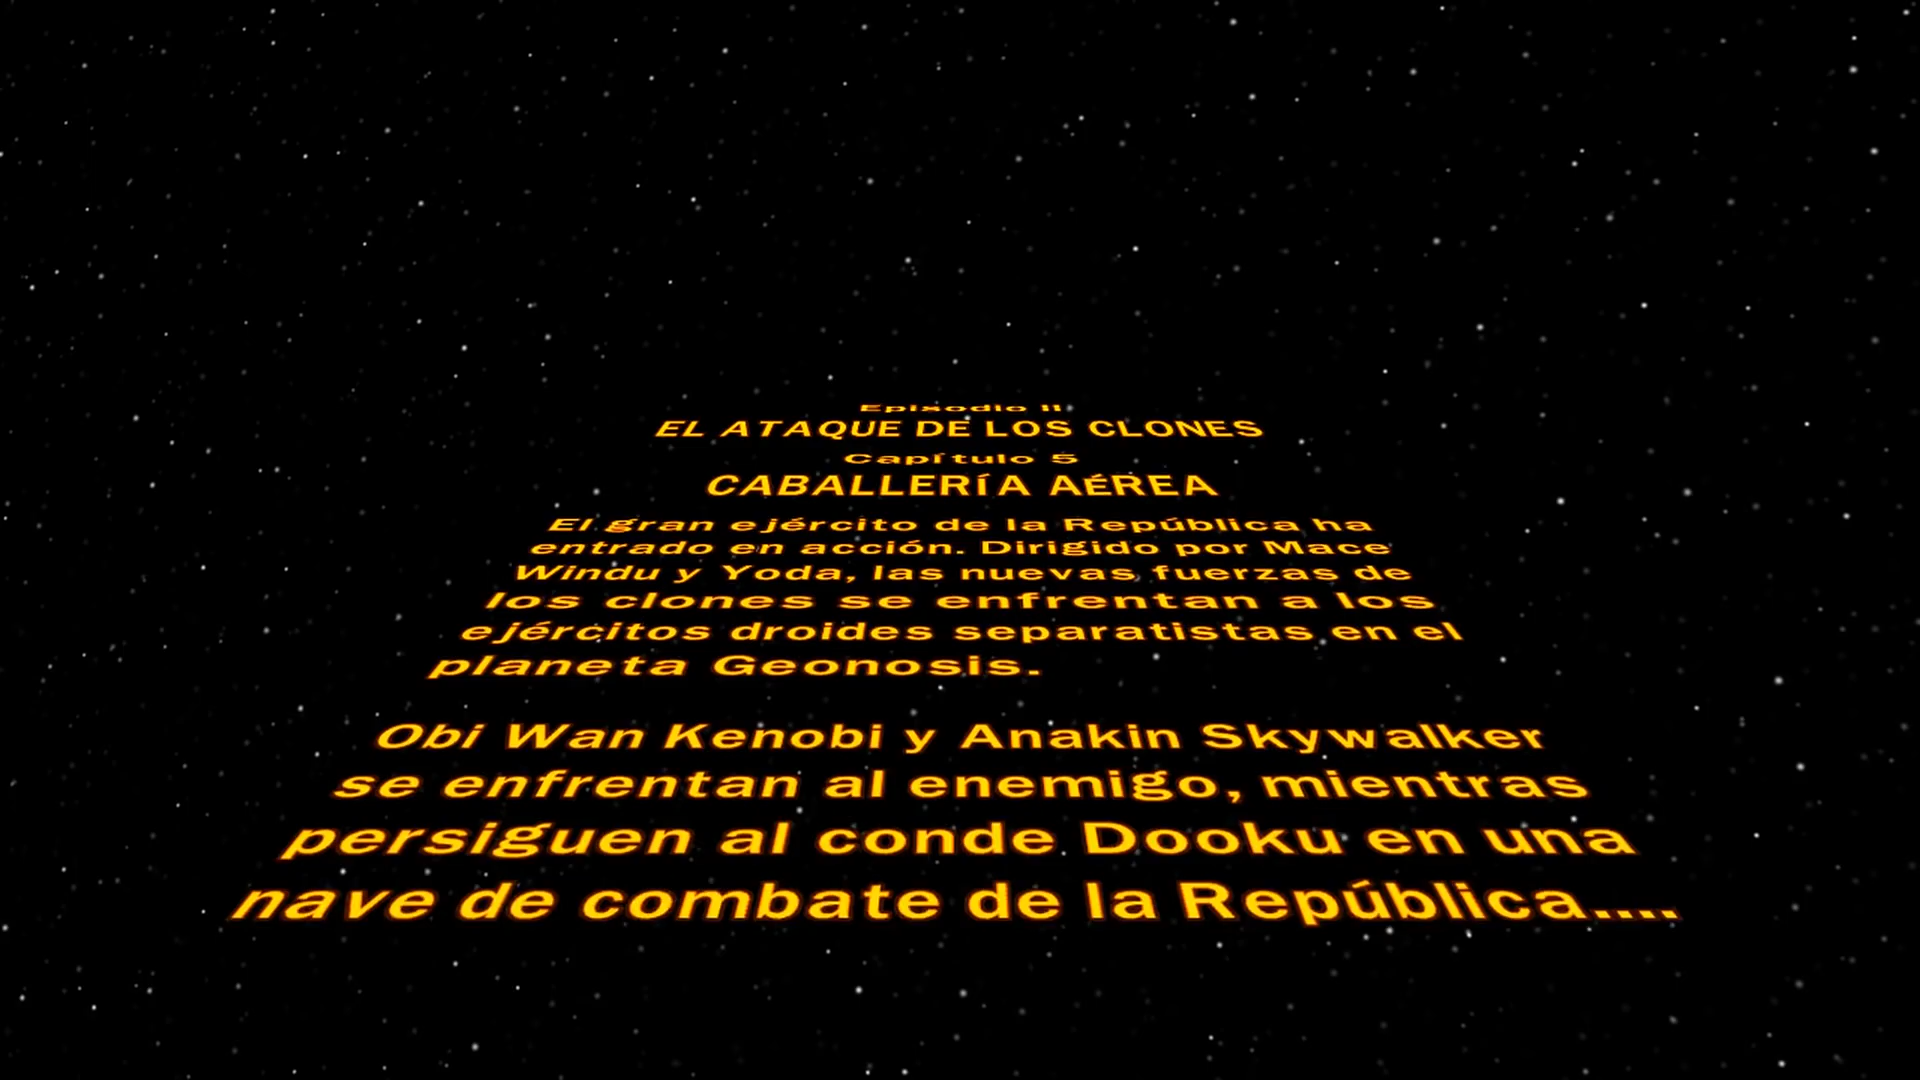 Episodio II
EL ATAQUE DE LOS CLONES
Capítulo 5
CABALLERÍA AÉREA
El gran ejército de la República ha
entrado en acción. Dirigido por Mace
Windu y Yoda, las nuevas fuerzas de
los clones se enfrentan a los
ejércitos droides separatistas en el
planeta Geonosis.
Obi Wan Kenobi y Anakin Skywalker
se enfrentan al enemigo, mientras
persiguen al conde Dooku en una
nave de combate de la República....